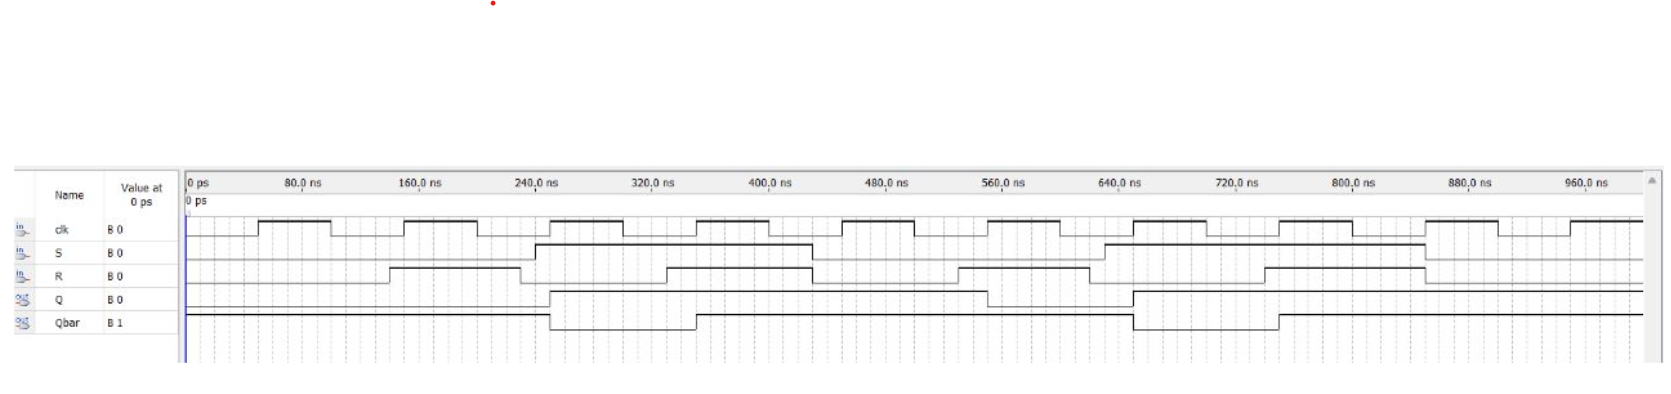 Name Value at 0 ps
0 ps 80.0 ns 160.0 ns 240.0 ns 320.0 ns 400.0 ns 480.0 ns 560.0 ns 640.0 ns 720.0 ns 800.0 ns 880.0 ns 960.0 ns
0 ps
in clk B 0
in S B 0
in R B 0
out Q B 0
out Qbar B 1